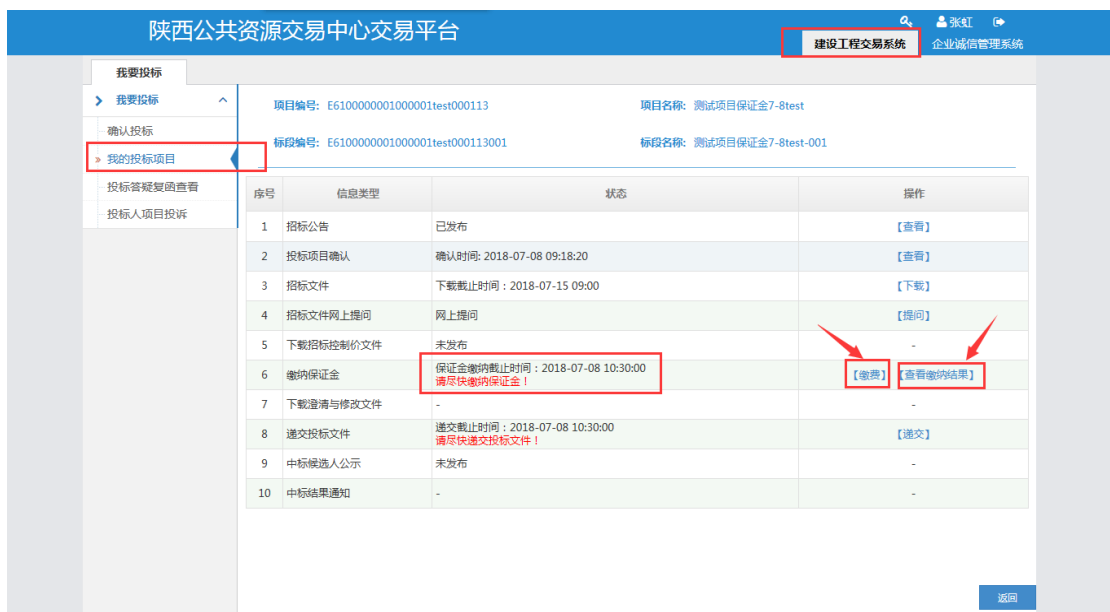 陕西公共资源交易中心交易平台
张虹
建设工程交易系统 企业诚信管理系统
我要投标
我要投标
确认投标
我的投标项目
投标答疑复函查看
投标人项目投诉
项目编号: E6100000001000001test000113 项目名称: 测试项目保证金7-8test
标段编号: E6100000001000001test000113001 标段名称: 测试项目保证金7-8test-001
序号 信息类型 状态 操作
1 招标公告 已发布 【查看】
2 投标项目确认 确认时间: 2018-07-08 09:18:20 【查看】
3 招标文件 下载截止时间：2018-07-15 09:00 【下载】
4 招标文件网上提问 网上提问 【提问】
5 下载招标控制价文件 未发布 -
6 缴纳保证金 保证金缴纳截止时间：2018-07-08 10:30:00 【缴费】 【查看缴纳结果】
请尽快缴纳保证金！
7 下载澄清与修改文件 - -
8 递交投标文件 递交截止时间：2018-07-08 10:30:00 【递交】
请尽快递交投标文件！
9 中标候选人公示 未发布 -
10 中标结果通知 - -
返回